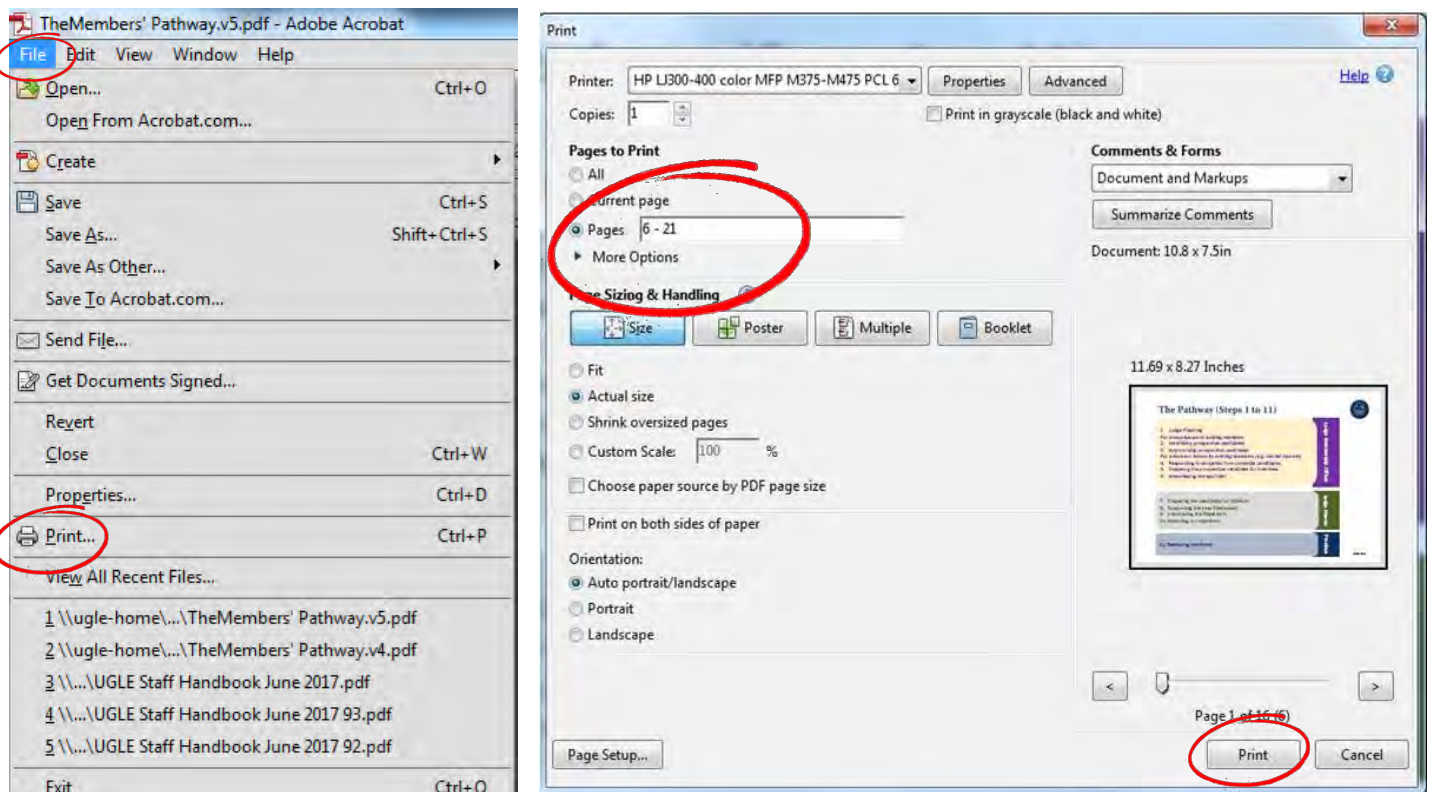 TheMembers' Pathway.v5.pdf - Adobe Acrobat
File Edit View Window Help
Open... Ctrl+O
Open From Acrobat.com...
Create
Save Ctrl+S
Save As... Shift+Ctrl+S
Save As Other...
Save To Acrobat.com...
Send File...
Get Documents Signed...
Revert
Close Ctrl+W
Properties... Ctrl+D
Print... Ctrl+P
View All Recent Files...
1 \\ugle-home\...\TheMembers' Pathway.v5.pdf
2 \\ugle-home\...\TheMembers' Pathway.v4.pdf
3 \\...\UGLE Staff Handbook June 2017.pdf
4 \\...\UGLE Staff Handbook June 2017 93.pdf
5 \\...\UGLE Staff Handbook June 2017 92.pdf
Exit Ctrl+Q
Print
Printer: HP LJ300-400 color MFP M375-M475 PCL 6 Properties Advanced Help
Copies: 1 Print in grayscale (black and white)
Pages to Print
All
Current page
Pages 6 - 21
More Options
Page Sizing & Handling
Size Poster Multiple Booklet
Fit
Actual size
Shrink oversized pages
Custom Scale: 100 %
Choose paper source by PDF page size
Print on both sides of paper
Orientation:
Auto portrait/landscape
Portrait
Landscape
Comments & Forms
Document and Markups
Summarize Comments
Document: 10.8 x 7.5in
11.69 x 8.27 Inches
The Pathway (Steps 1 to 11)
Page 1 of 16 (6)
Page Setup... Print Cancel